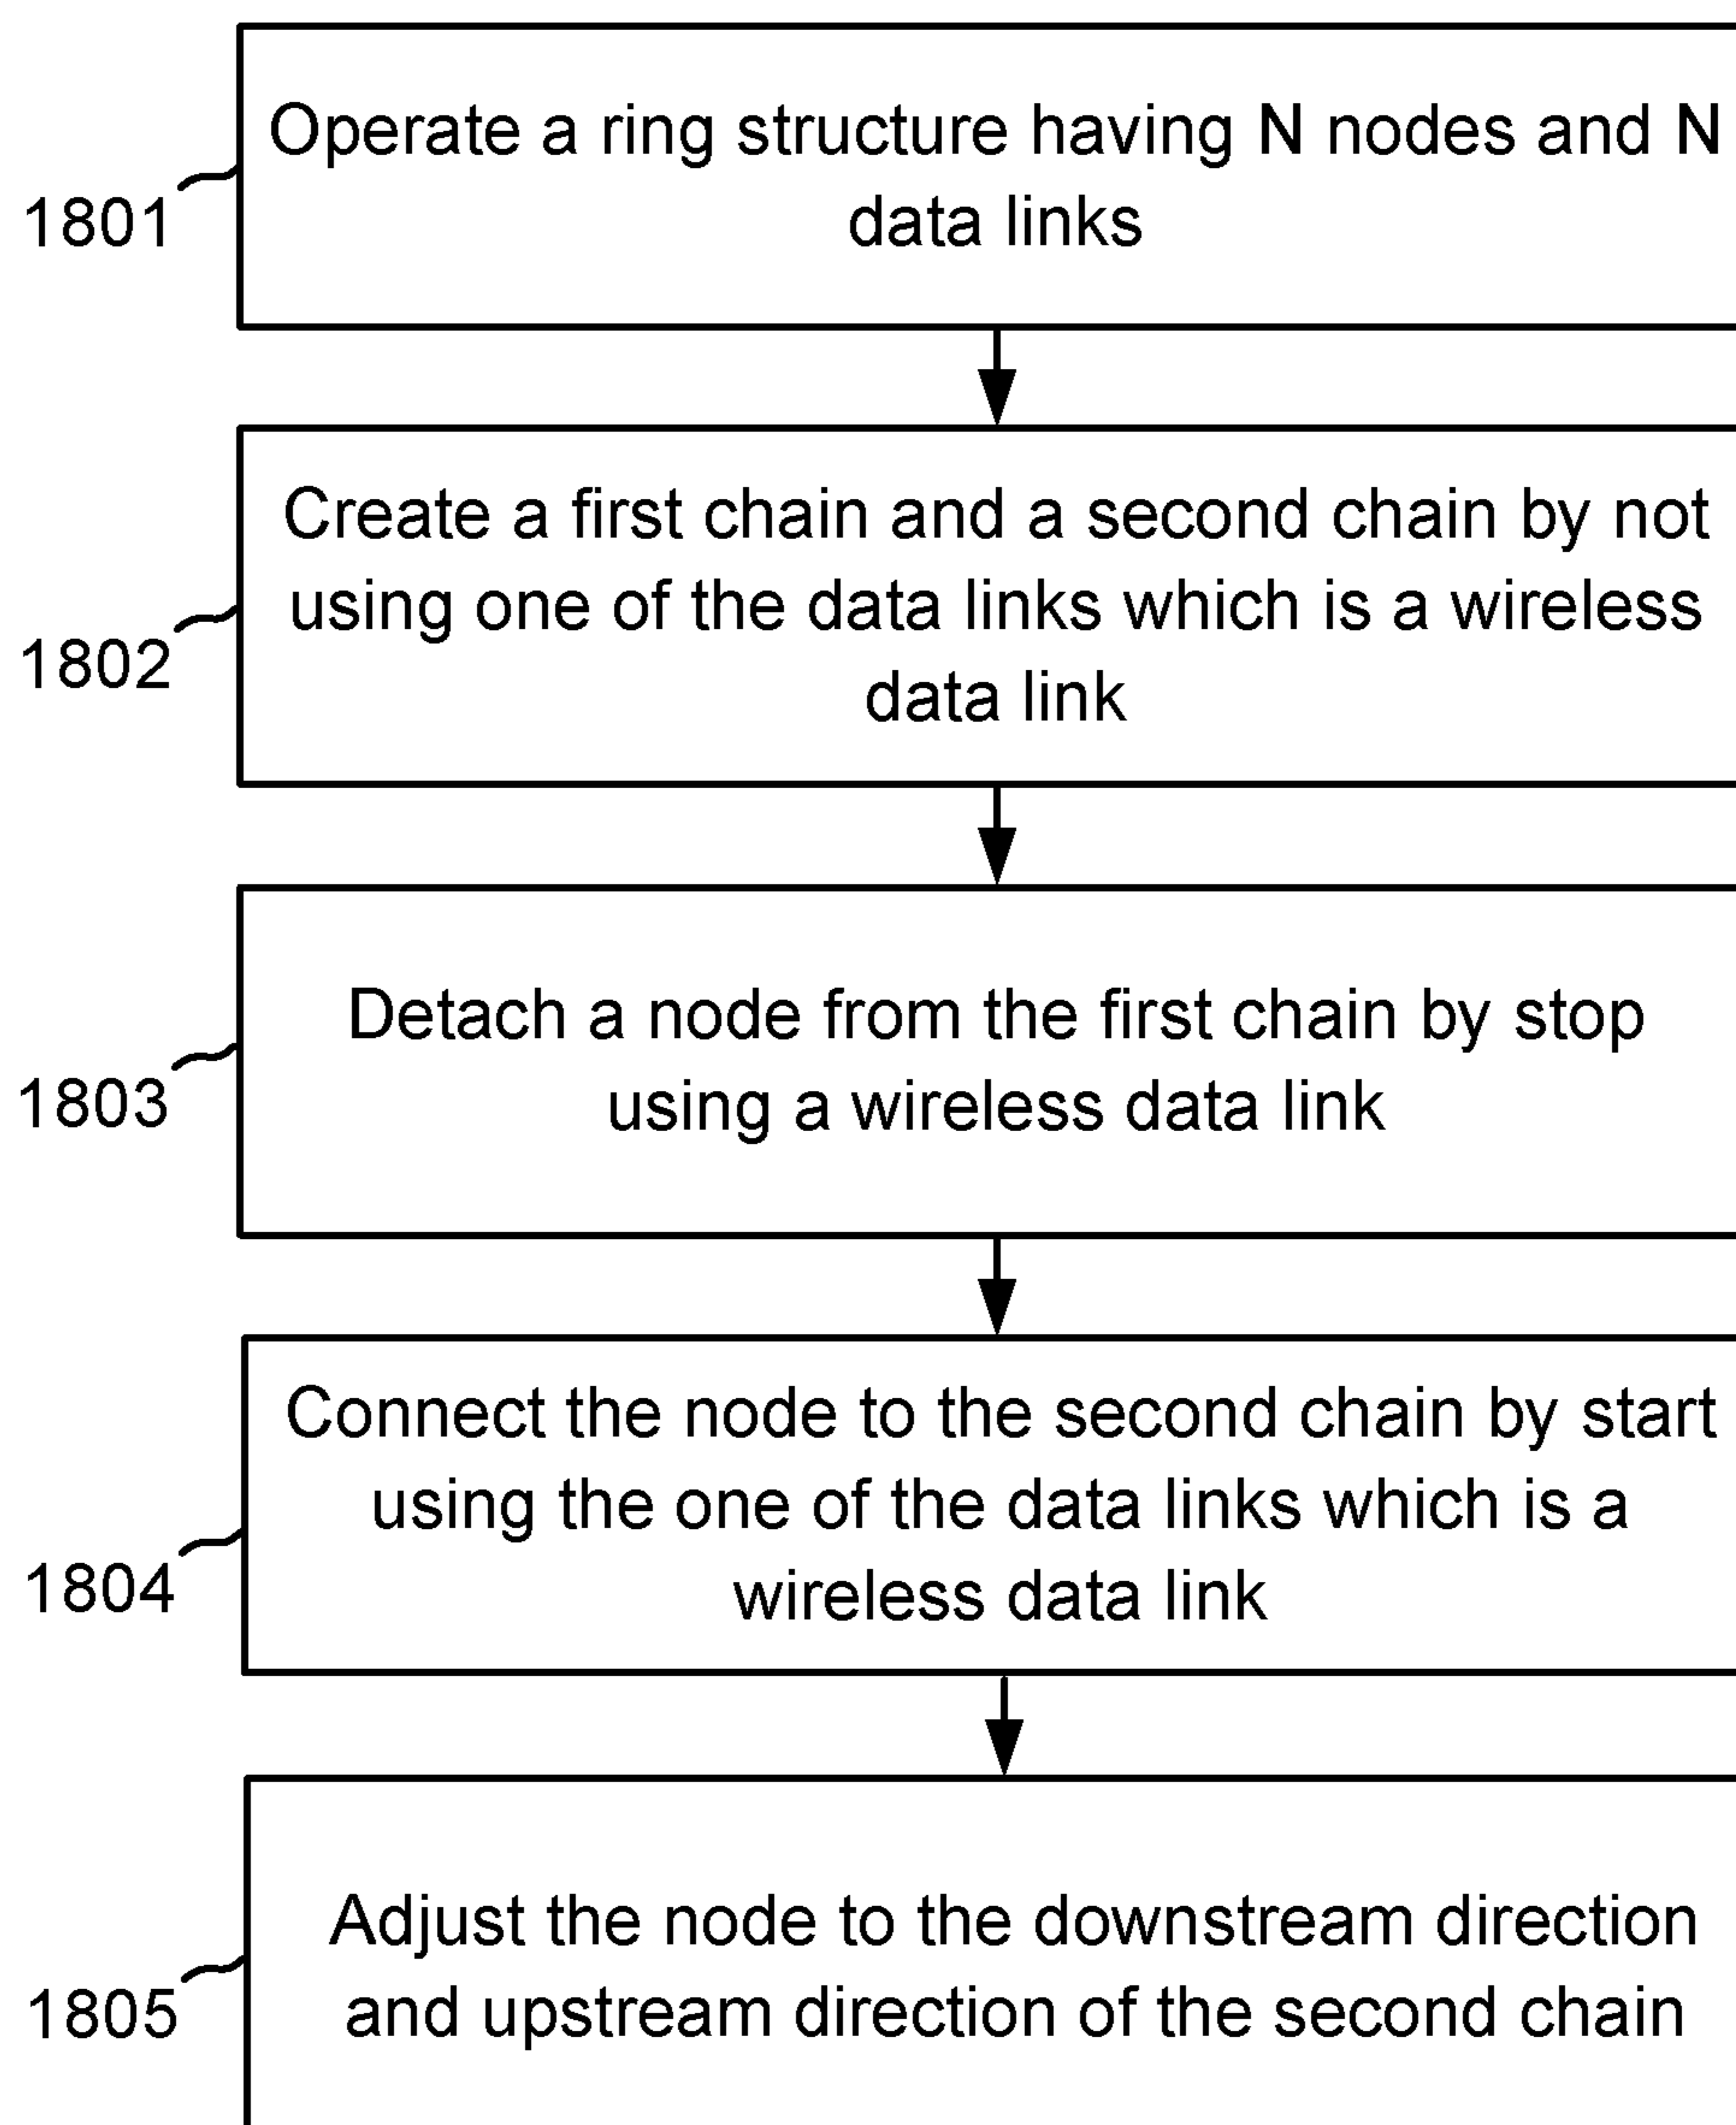 Operate a ring structure having N nodes and N
data links
1801
Create a first chain and a second chain by not
using one of the data links which is a wireless
data link
1802
Detach a node from the first chain by stop
using a wireless data link
1803
Connect the node to the second chain by start
using the one of the data links which is a
wireless data link
1804
Adjust the node to the downstream direction
and upstream direction of the second chain
1805